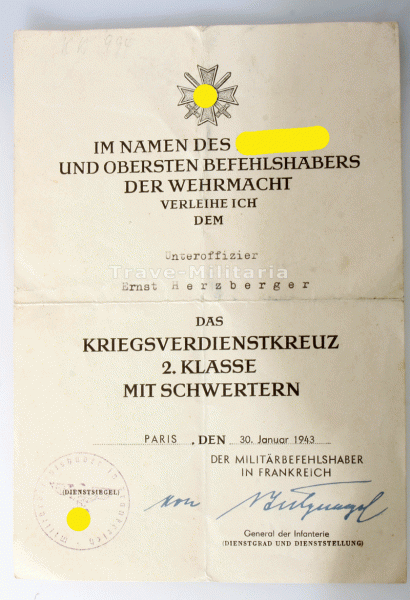 IM NAMEN DES
UND OBERSTEN BEFEHLSHABERS
DER WEHRMACHT
VERLEIHE ICH
DEM
Unteroffizier
Trave-Militaria
Ernst Herzberger
DAS
KRIEGSVERDIENSTKREUZ
2. KLASSE
MIT SCHWERTERN
PARIS , DEN 30. Januar 1943
DER MILITÄRBEFEHLSHABER
IN FRANKREICH
(DIENSTSIEGEL)
von
General der Infanterie
(DIENSTGRAD UND DIENSTSTELLUNG)